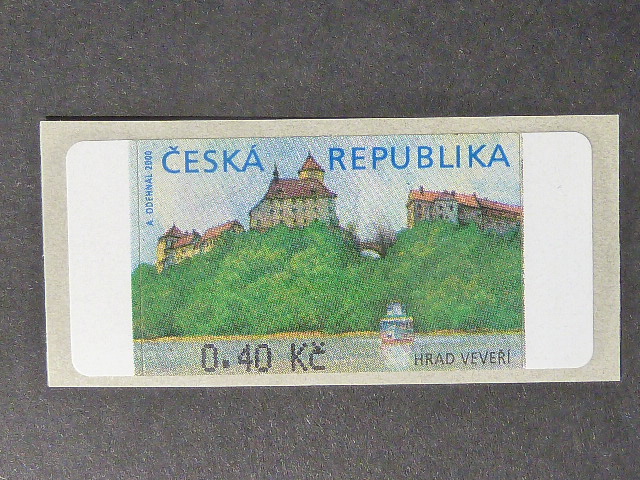 ČESKÁ REPUBLIKA
A. ODEHNAL 2000
0.40 Kč
HRAD VEVEŘÍ